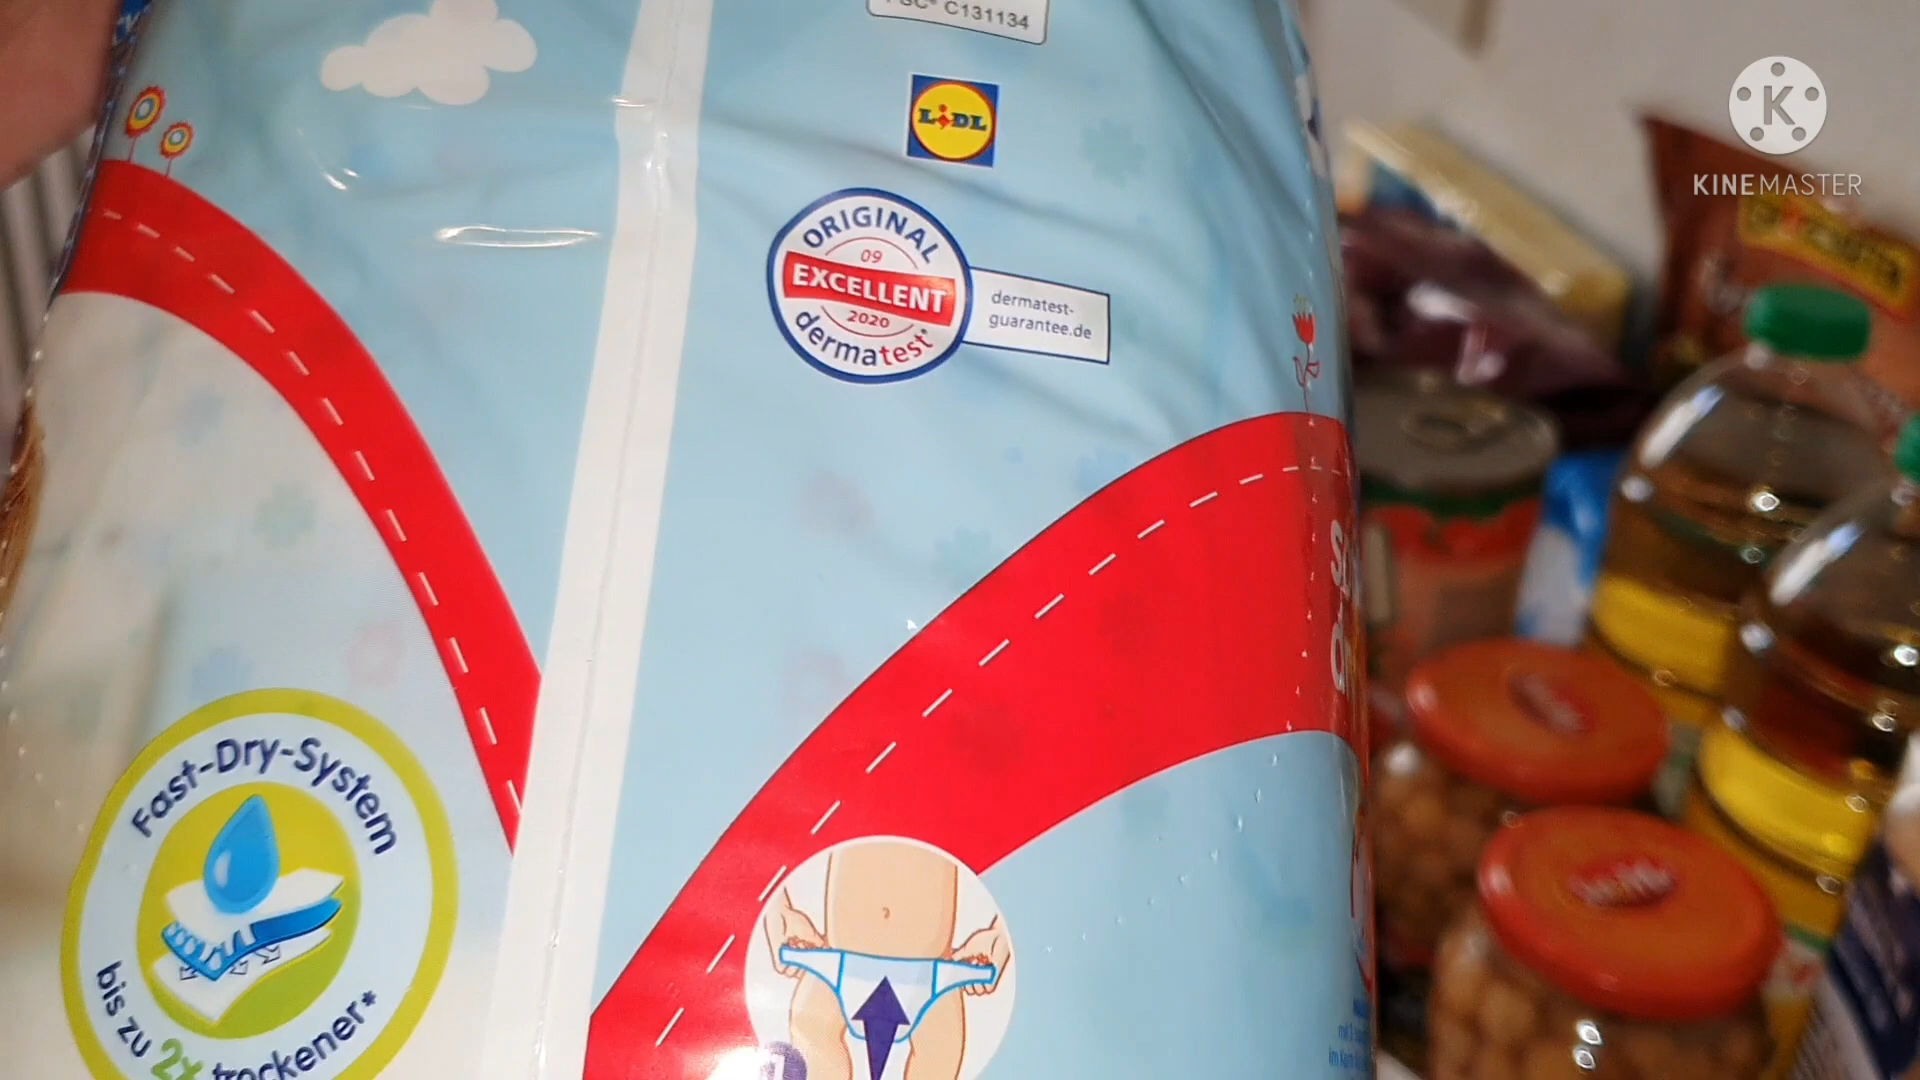 C131134
LIDL
ORIGINAL
09
EXCELLENT
2020
dermatest®
dermatest-
guarantee.de
KINEMASTER
Fast-Dry-System
bis zu 2x trockener*